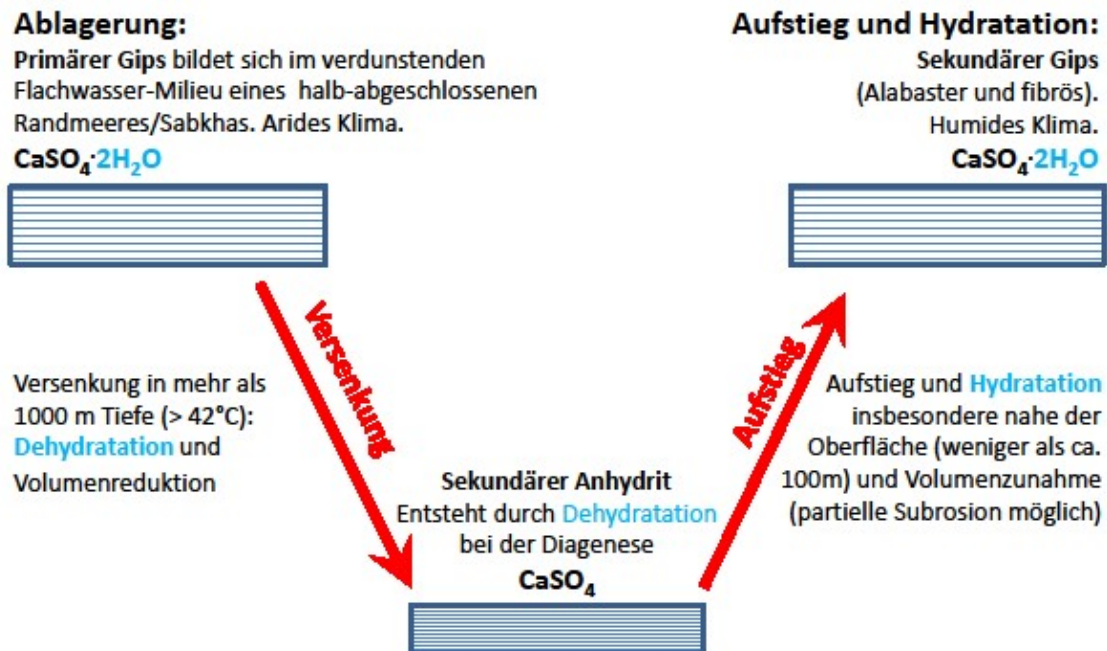 Ablagerung:
Primärer Gips bildet sich im verdunstenden
Flachwasser-Milieu eines halb-abgeschlossenen
Randmeeres/Sabkhas. Arides Klima.
CaSO₄·2H₂O
Aufstieg und Hydratation:
Sekundärer Gips
(Alabaster und fibrös).
Humides Klima.
CaSO₄·2H₂O
Versenkung
Versenkung in mehr als
1000 m Tiefe (> 42°C):
Dehydratation und
Volumenreduktion
Sekundärer Anhydrit
Entsteht durch Dehydratation
bei der Diagenese
CaSO₄
Aufstieg
Aufstieg und Hydratation
insbesondere nahe der
Oberfläche (weniger als ca.
100m) und Volumenzunahme
(partielle Subrosion möglich)